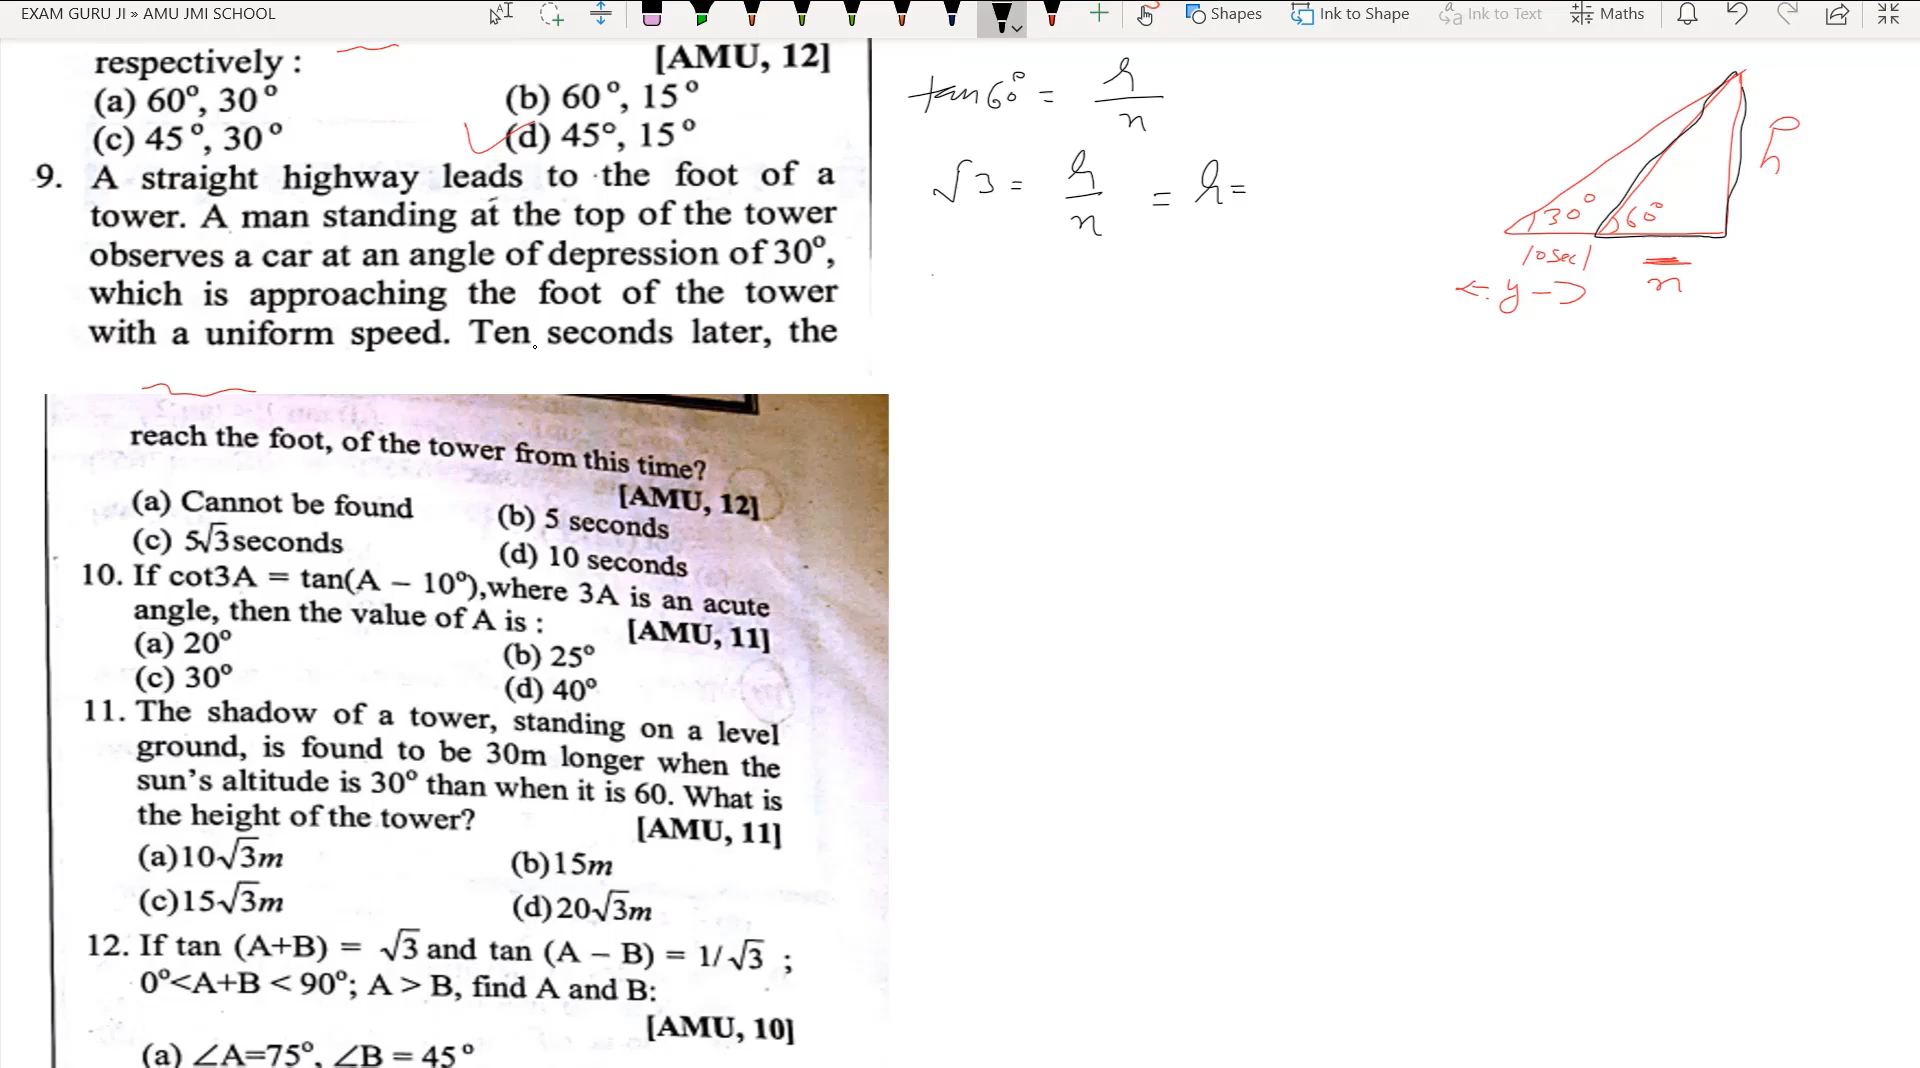 EXAM GURU JI » AMU JMI SCHOOL
Shapes
Ink to Shape
Ink to Text
Maths
respectively : [AMU, 12]
(a) 60°, 30° (b) 60°, 15°
(c) 45°, 30° (d) 45°, 15°
9. A straight highway leads to the foot of a
tower. A man standing at the top of the tower
observes a car at an angle of depression of 30°,
which is approaching the foot of the tower
with a uniform speed. Ten seconds later, the
reach the foot, of the tower from this time?
[AMU, 12]
(a) Cannot be found (b) 5 seconds
(c) 5√3seconds (d) 10 seconds
10. If cot3A = tan(A – 10°),where 3A is an acute
angle, then the value of A is : [AMU, 11]
(a) 20° (b) 25°
(c) 30° (d) 40°
11. The shadow of a tower, standing on a level
ground, is found to be 30m longer when the
sun's altitude is 30° than when it is 60. What is
the height of the tower? [AMU, 11]
(a)10√3m (b)15m
(c)15√3m (d)20√3m
12. If tan (A+B) = √3 and tan (A – B) = 1/√3 ;
0°<A+B < 90°; A > B, find A and B:
[AMU, 10]
(a) ∠A=75°, ∠B = 45°
tan60° = h/n
√3 = h/n = h=
h
30° 60°
10sec
y n